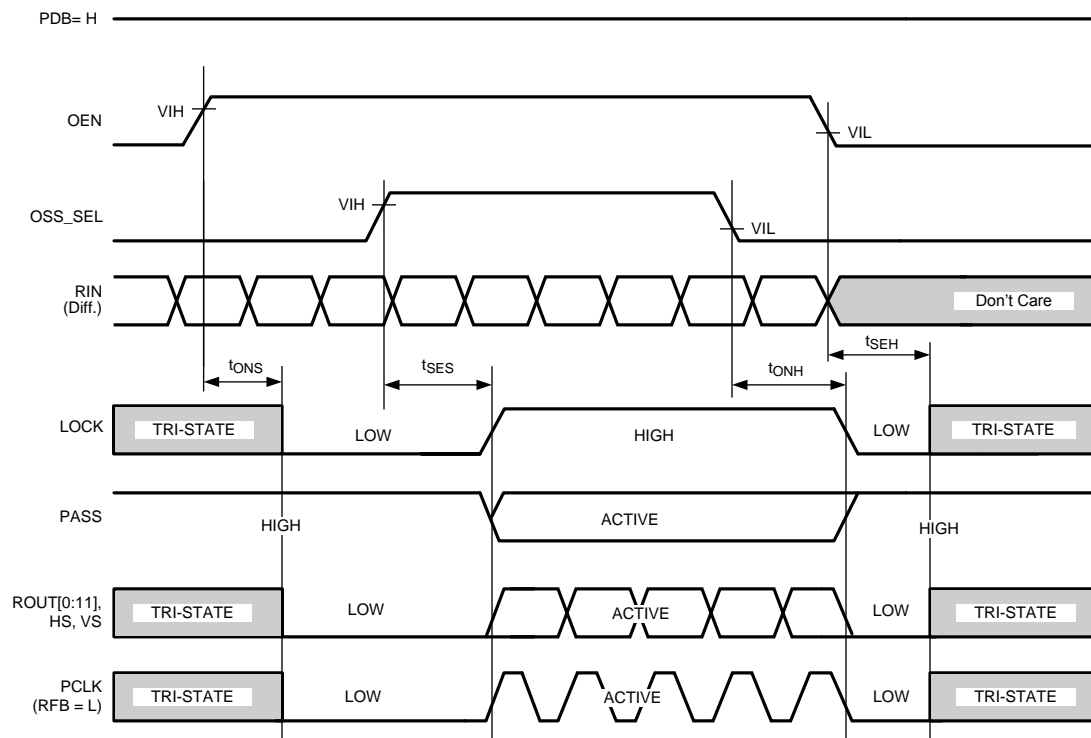 PDB= H
OEN
VIH
VIL
OSS_SEL
VIH
VIL
RIN
(Diff.)
Don't Care
tONS
tSES
tONH
tSEH
LOCK
TRI-STATE
LOW
HIGH
LOW
TRI-STATE
PASS
HIGH
ACTIVE
HIGH
ROUT[0:11],
HS, VS
TRI-STATE
LOW
ACTIVE
LOW
TRI-STATE
PCLK
(RFB = L)
TRI-STATE
LOW
ACTIVE
LOW
TRI-STATE